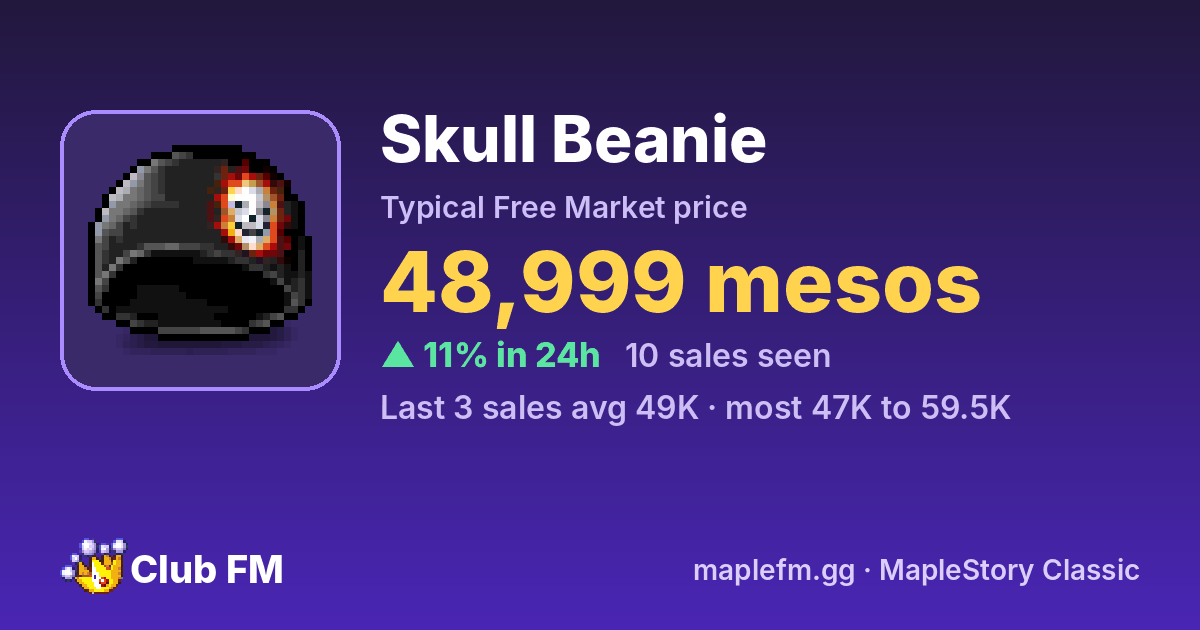 Skull Beanie
Typical Free Market price
48,999 mesos
▲ 11% in 24h 10 sales seen
Last 3 sales avg 49K · most 47K to 59.5K
Club FM
maplefm.gg · MapleStory Classic